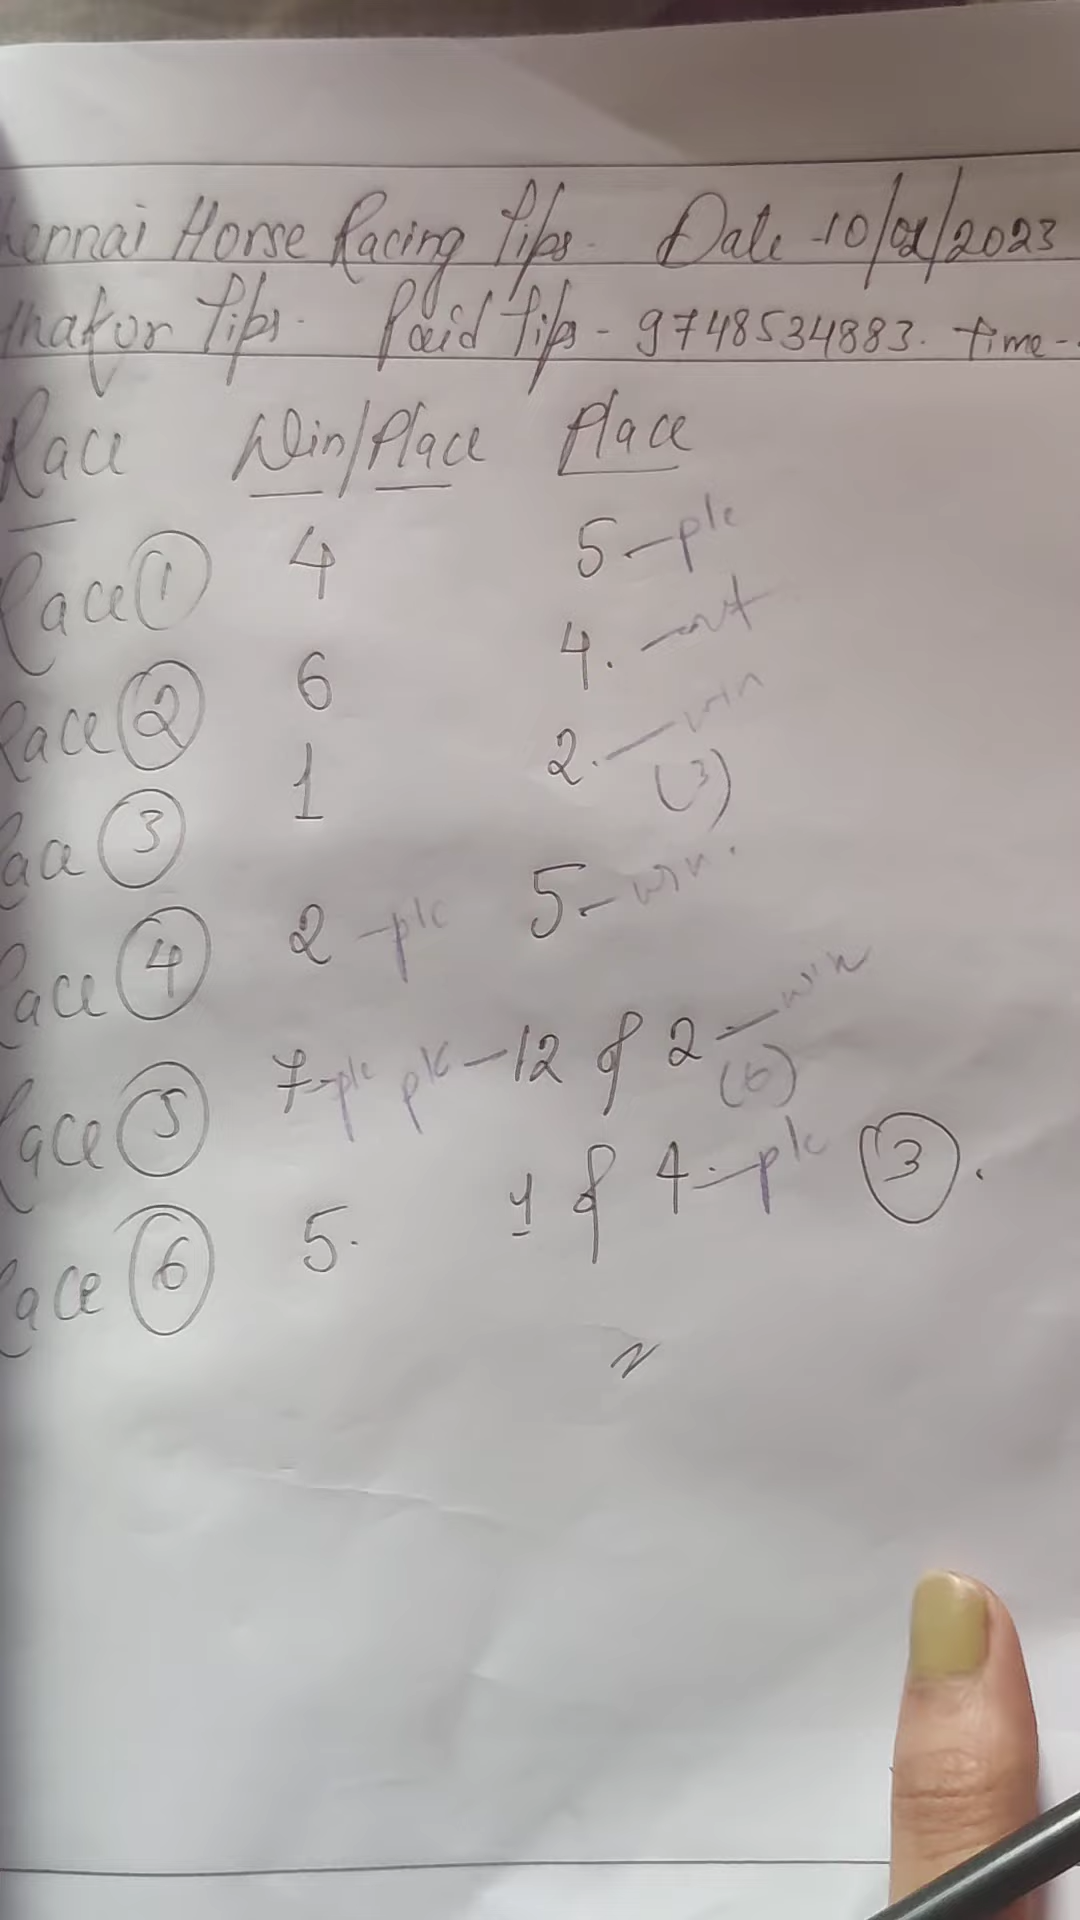 hennai Horse Racing Tips. Date -10/01/2023
thakor Tips. Paid Tips - 9748534883. time -
Race Win/Place Place
Race 1 4 5 - plc
Race 2 6 4. - out
Race 3 1 2. - win
(3)
Race 4 2 - plc 5 - win.
Race 5 7 - plc plc - 12 & 2 - win
(6)
Race 6 5. 1 & 4. - plc 3.